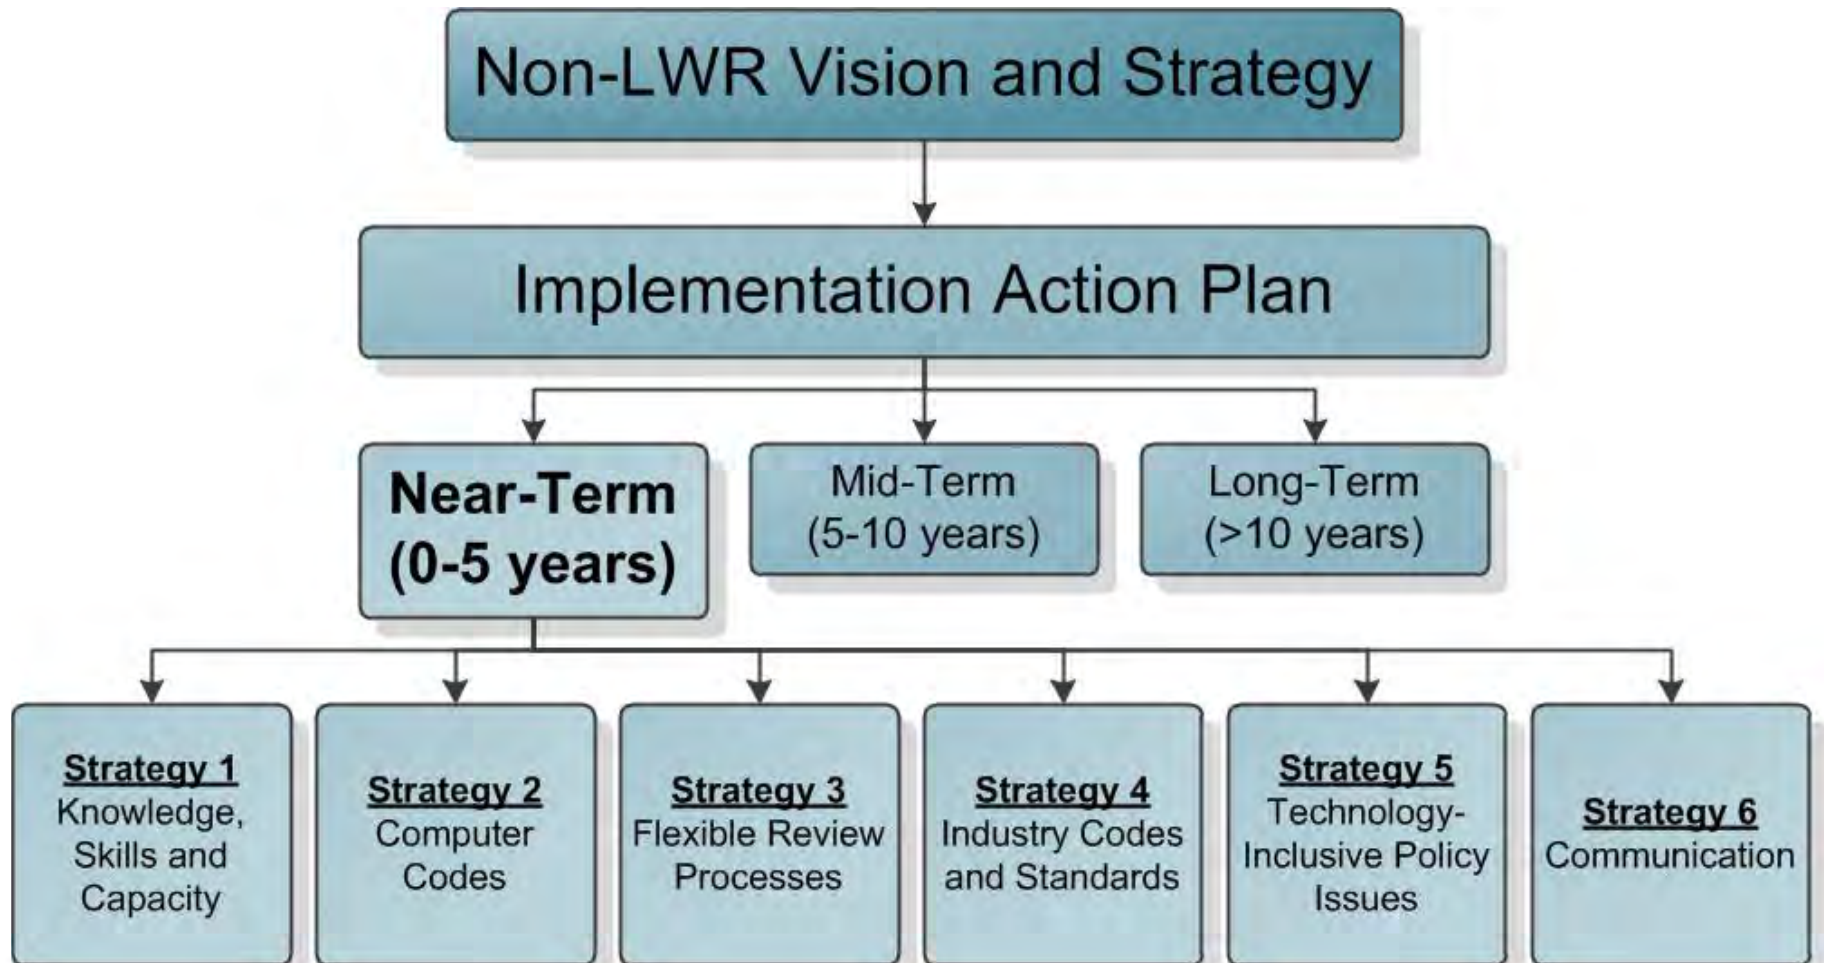 Non-LWR Vision and Strategy
Implementation Action Plan
Near-Term
(0-5 years)
Mid-Term
(5-10 years)
Long-Term
(>10 years)
Strategy 1
Knowledge,
Skills and
Capacity
Strategy 2
Computer
Codes
Strategy 3
Flexible Review
Processes
Strategy 4
Industry Codes
and Standards
Strategy 5
Technology-
Inclusive Policy
Issues
Strategy 6
Communication